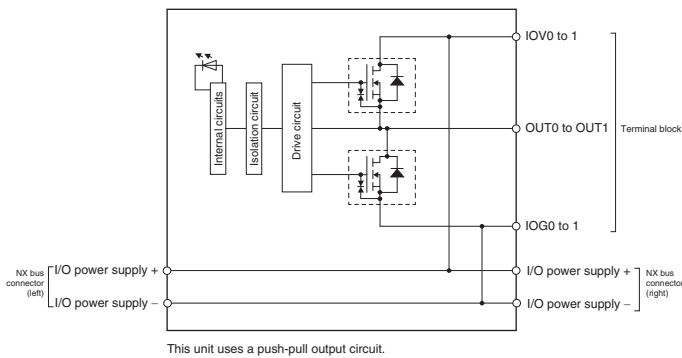 IOV0 to 1
Internal circuits
Isolation circuit
Drive circuit
OUT0 to OUT1
Terminal block
IOG0 to 1
NX bus
connector
(left)
I/O power supply +
I/O power supply –
I/O power supply +
I/O power supply –
NX bus
connector
(right)
This unit uses a push-pull output circuit.